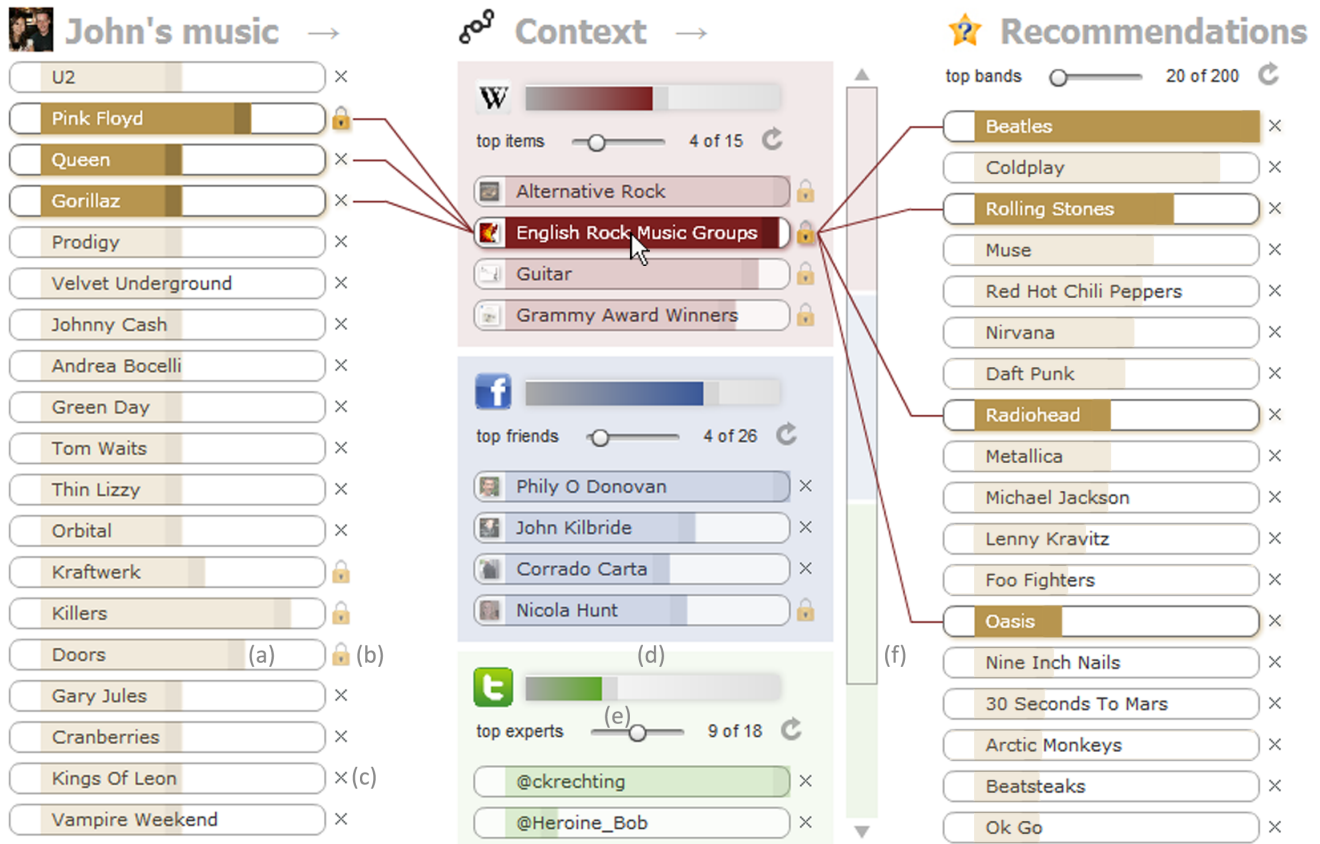 John's music →
U2 ×
Pink Floyd
Queen ×
Gorillaz ×
Prodigy ×
Velvet Underground ×
Johnny Cash ×
Andrea Bocelli ×
Green Day ×
Tom Waits ×
Thin Lizzy ×
Orbital ×
Kraftwerk
Killers
Doors (a) (b)
Gary Jules ×
Cranberries ×
Kings Of Leon × (c)
Vampire Weekend ×
Context →
W
top items 4 of 15
Alternative Rock
English Rock Music Groups
Guitar
Grammy Award Winners
f
top friends 4 of 26
Phily O Donovan ×
John Kilbride ×
Corrado Carta ×
Nicola Hunt
(d)
(f)
t
(e)
top experts 9 of 18
@ckrechting ×
@Heroine_Bob ×
? Recommendations
top bands 20 of 200
Beatles ×
Coldplay ×
Rolling Stones ×
Muse ×
Red Hot Chili Peppers ×
Nirvana ×
Daft Punk ×
Radiohead ×
Metallica ×
Michael Jackson ×
Lenny Kravitz ×
Foo Fighters ×
Oasis ×
Nine Inch Nails ×
30 Seconds To Mars ×
Arctic Monkeys ×
Beatsteaks ×
Ok Go ×